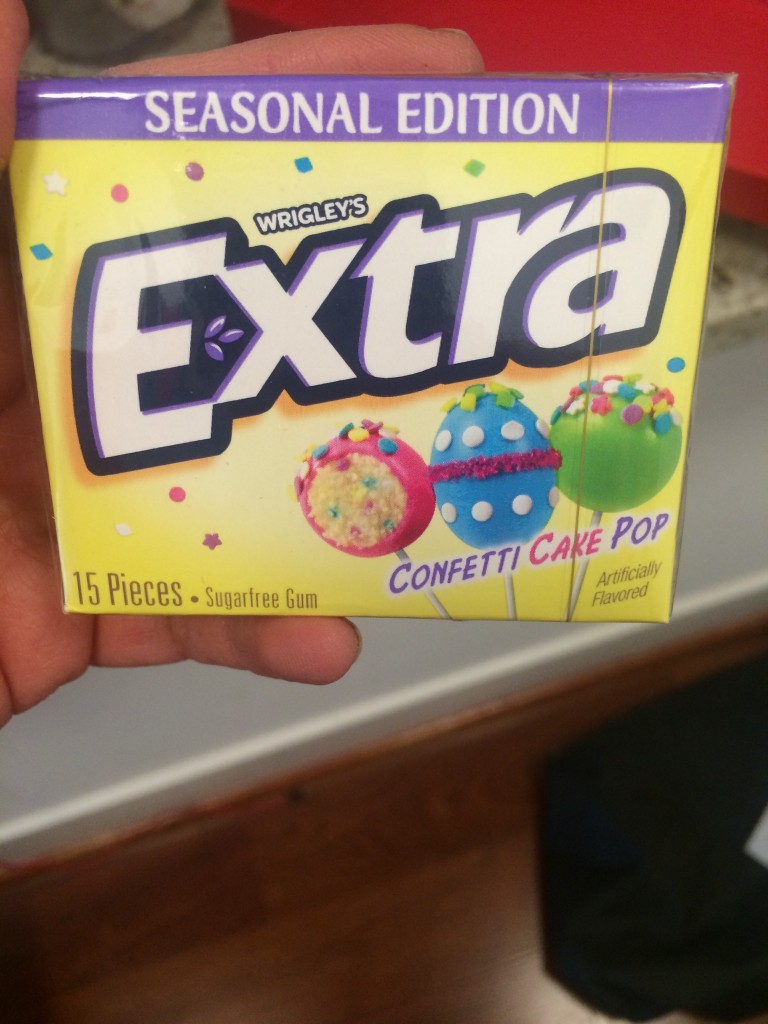 SEASONAL EDITION
WRIGLEY'S
Extra
CONFETTI CAKE POP
15 Pieces • Sugarfree Gum
Artificially
Flavored